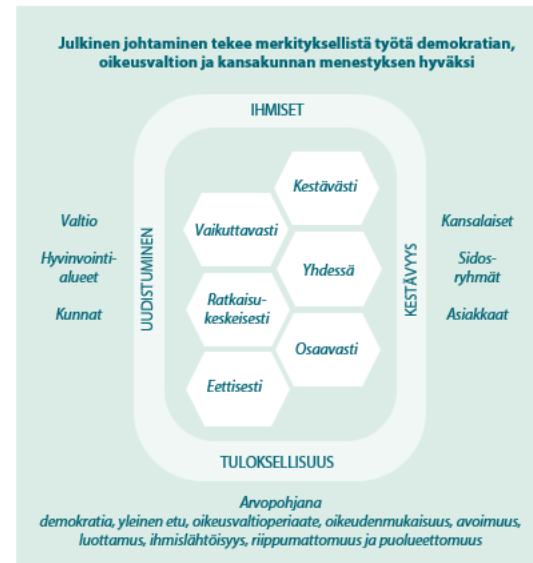 Julkinen johtaminen tekee merkityksellistä työtä demokratian,
oikeusvaltion ja kansakunnan menestyksen hyväksi
IHMISET
Valtio
Hyvinvointi-
alueet
Kunnat
UUDISTUMINEN
Kestävästi
Vaikuttavasti
Yhdessä
Ratkaisu-
keskeisesti
Osaavasti
Eettisesti
KESTÄVYYS
Kansalaiset
Sidos-
ryhmät
Asiakkaat
TULOKSELLISUUS
Arvopohjana
demokratia, yleinen etu, oikeusvaltioperiaate, oikeudenmukaisuus, avoimuus,
luottamus, ihmislähtöisyys, riippumattomuus ja puolueettomuus